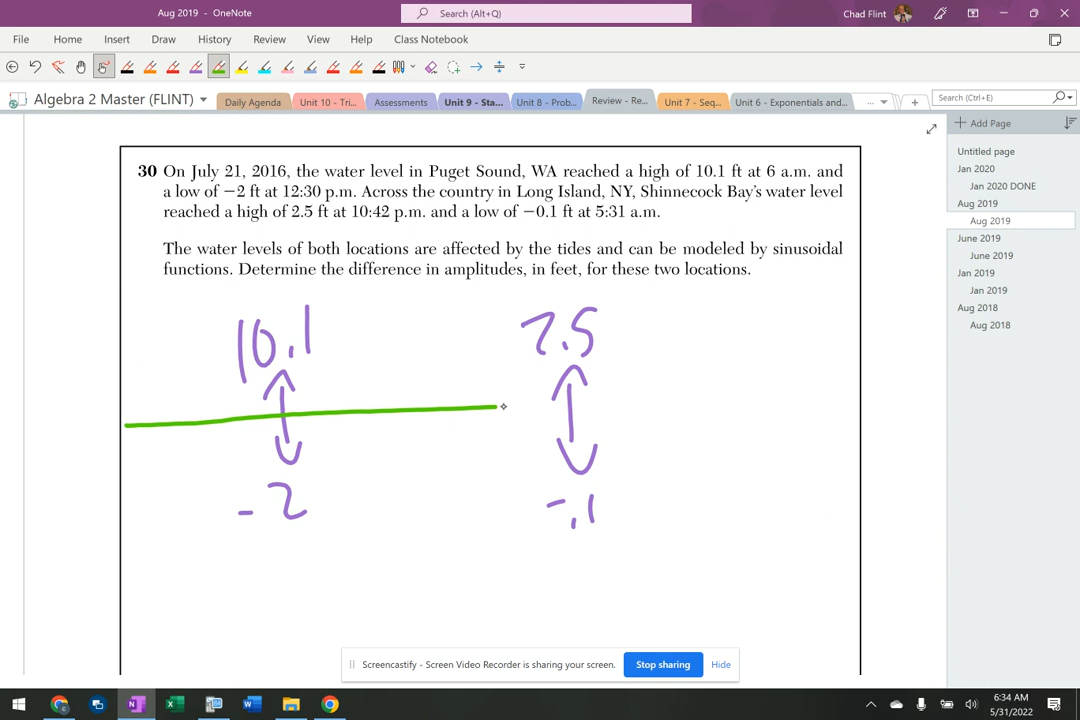 Aug 2019 - OneNote
Search (Alt+Q)
Chad Flint
File Home Insert Draw History Review View Help Class Notebook
Algebra 2 Master (FLINT)
Daily Agenda
Unit 10 - Tri...
Assessments
Unit 9 - Sta...
Unit 8 - Prob...
Review - Re...
Unit 7 - Seq...
Unit 6 - Exponentials and...
...
Search (Ctrl+E)
Add Page
Untitled page
Jan 2020
Jan 2020 DONE
Aug 2019
Aug 2019
June 2019
June 2019
Jan 2019
Jan 2019
Aug 2018
Aug 2018
30 On July 21, 2016, the water level in Puget Sound, WA reached a high of 10.1 ft at 6 a.m. and
a low of −2 ft at 12:30 p.m. Across the country in Long Island, NY, Shinnecock Bay's water level
reached a high of 2.5 ft at 10:42 p.m. and a low of −0.1 ft at 5:31 a.m.
The water levels of both locations are affected by the tides and can be modeled by sinusoidal
functions. Determine the difference in amplitudes, in feet, for these two locations.
10.1 2.5
-2 -.1
Screencastify - Screen Video Recorder is sharing your screen.
Stop sharing
Hide
6:34 AM
5/31/2022